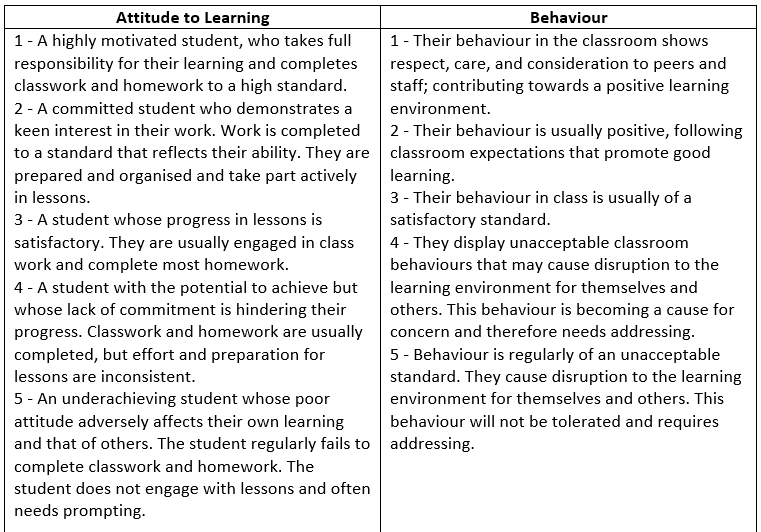 Attitude to Learning
1 - A highly motivated student, who takes full
responsibility for their learning and completes
classwork and homework to a high standard.
2 - A committed student who demonstrates a
keen interest in their work. Work is completed
to a standard that reflects their ability. They are
prepared and organised and take part actively
in lessons.
3 - A student whose progress in lessons is
satisfactory. They are usually engaged in class
work and complete most homework.
4 - A student with the potential to achieve but
whose lack of commitment is hindering their
progress. Classwork and homework are usually
completed, but effort and preparation for
lessons are inconsistent.
5 - An underachieving student whose poor
attitude adversely affects their own learning
and that of others. The student regularly fails to
complete classwork and homework. The
student does not engage with lessons and often
needs prompting.
Behaviour
1 - Their behaviour in the classroom shows
respect, care, and consideration to peers and
staff; contributing towards a positive learning
environment.
2 - Their behaviour is usually positive, following
classroom expectations that promote good
learning.
3 - Their behaviour in class is usually of a
satisfactory standard.
4 - They display unacceptable classroom
behaviours that may cause disruption to the
learning environment for themselves and
others. This behaviour is becoming a cause for
concern and therefore needs addressing.
5 - Behaviour is regularly of an unacceptable
standard. They cause disruption to the learning
environment for themselves and others. This
behaviour will not be tolerated and requires
addressing.